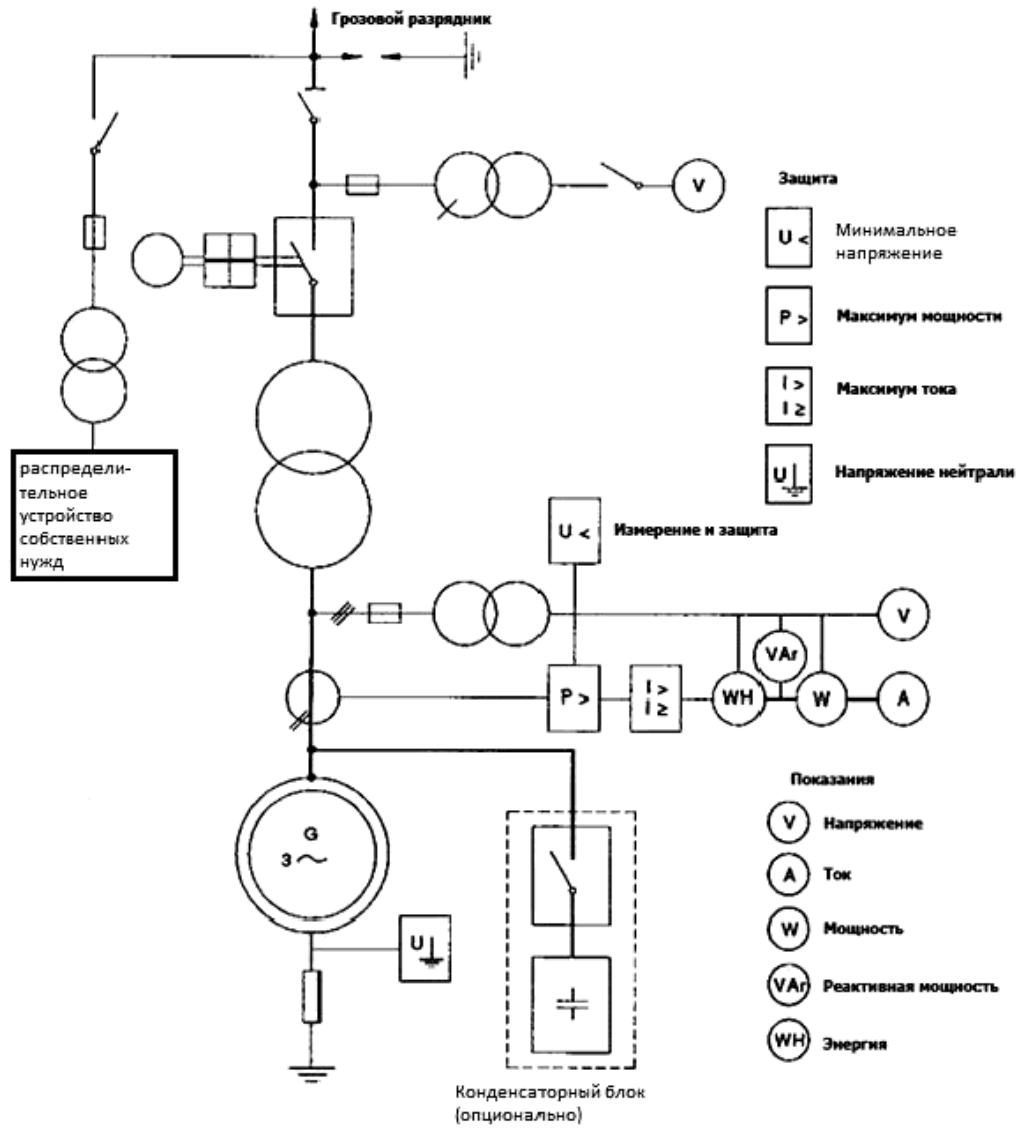 Грозовой разрядник
V
Защита
U <
Минимальное
напряжение
P >
Максимум мощности
I >
I ≥
Максимум тока
U
Напряжение нейтрали
распредели-
тельное
устройство
собственных
нужд
U <
Измерение и защита
V
VAr
P >
I >
I ≥
WH
W
A
Показания
V
Напряжение
A
Ток
W
Мощность
VAr
Реактивная мощность
WH
Энергия
G
3 ~
U
Конденсаторный блок
(опционально)